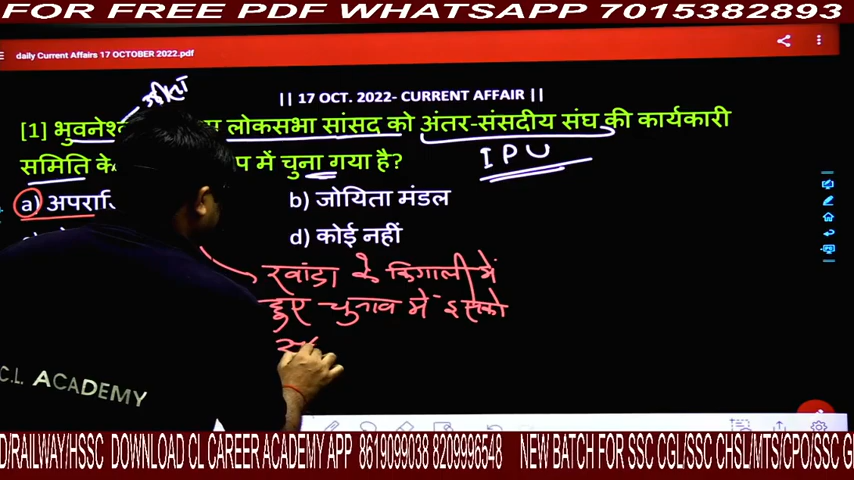 FOR FREE PDF WHATSAPP 7015382893
daily Current Affairs 17 OCTOBER 2022.pdf
|| 17 OCT. 2022- CURRENT AFFAIR ||
[1] लोकसभा सांसद को अंतर-संसदीय संघ की कार्यकारी
IPU
समिति के प में चुना गया है?
a) b) जोयिता मंडल
d) कोई नहीं
रवांडा के किगाली में
हुए चुनाव में इसको
C.L. ACADEMY
D/RAILWAY/HSSC DOWNLOAD CL CAREER ACADEMY APP 8619099038 8209996548 NEW BATCH FOR SSC CGL/SSC CHSL/MTS/CPO/SSC G